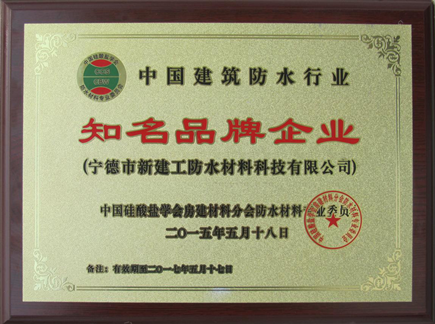 中国建筑防水行业
知名品牌企业
(宁德市新建工防水材料科技有限公司)
中国硅酸盐学会房建材料分会防水材料专业委员
二〇一五年五月十八日
备注：有效期至二〇一七年五月十七日